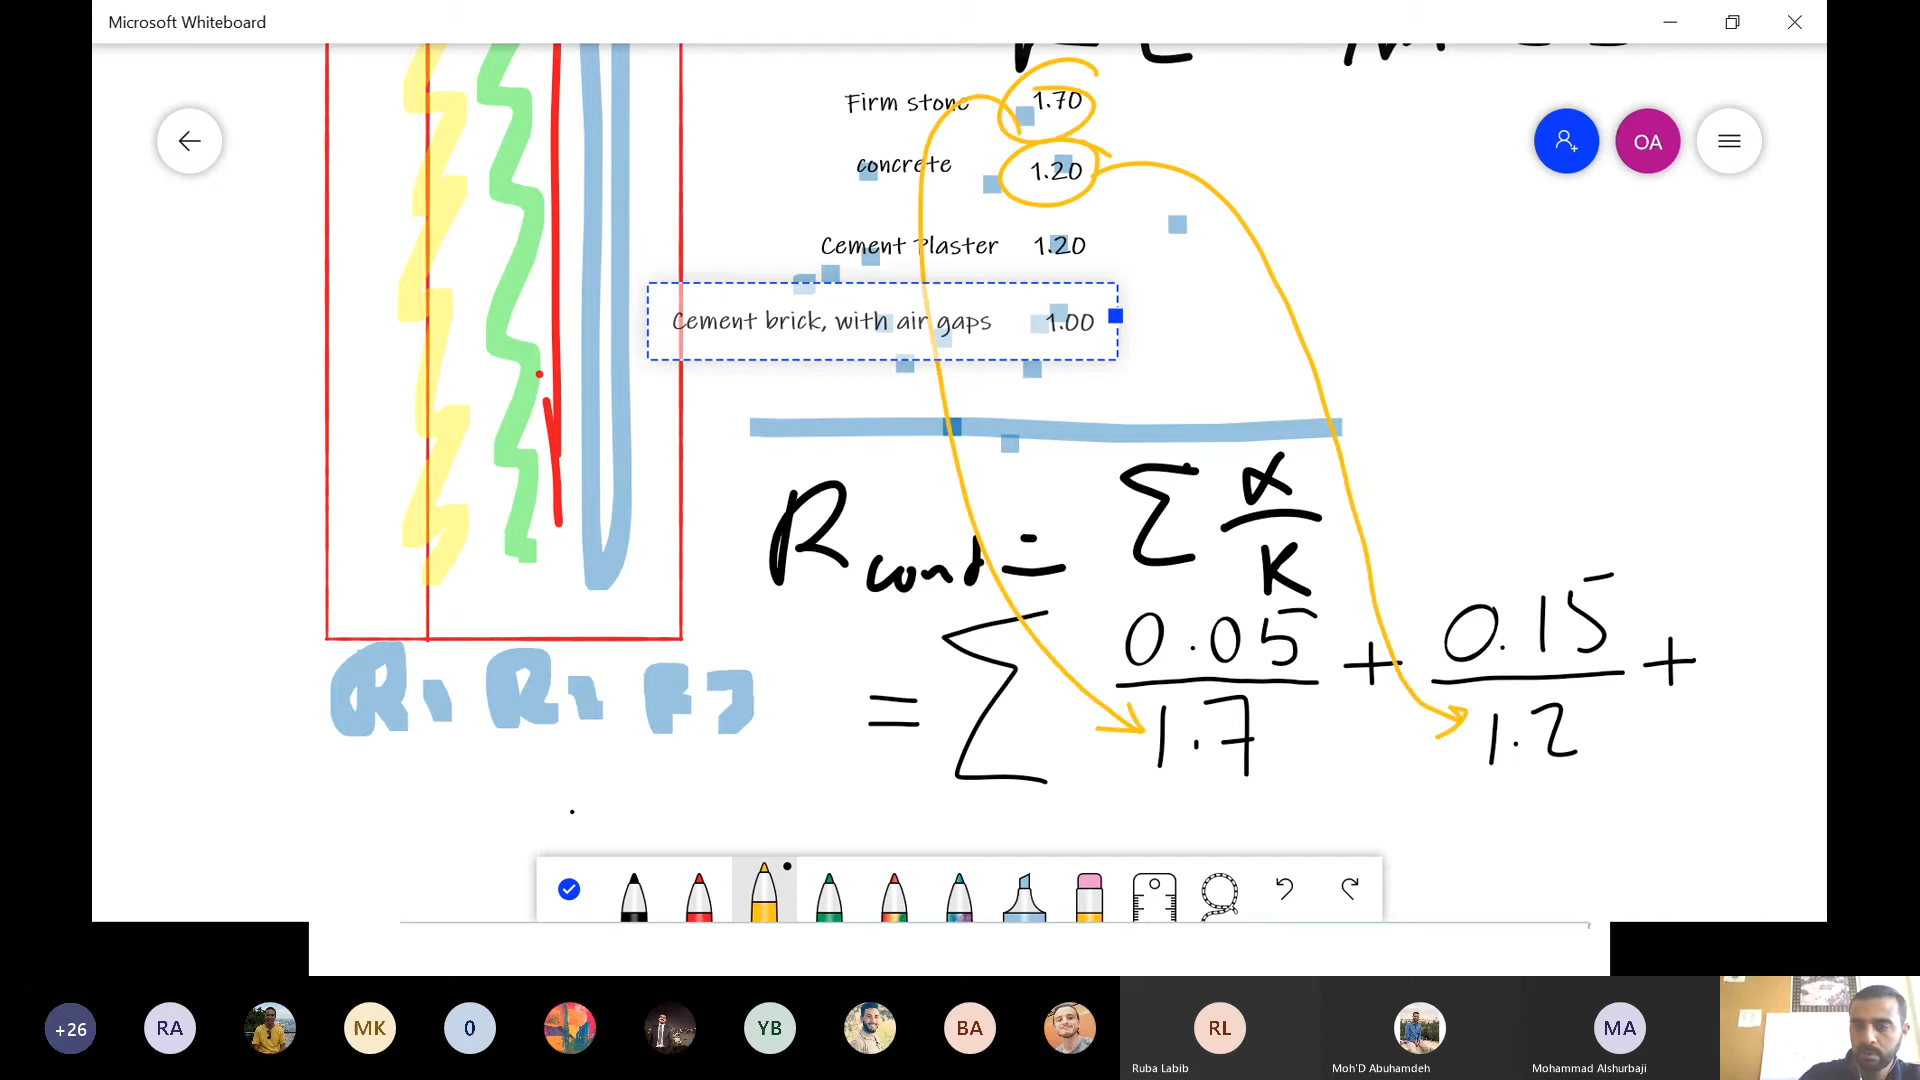 Microsoft Whiteboard
Firm stone 1.70
concrete 1.20
Cement Plaster 1.20
Cement brick, with air gaps 1.00
OA
R cond = Σ α/K
= Σ 0.05/1.7 + 0.15/1.2 +
R1 R2
+26 RA MK 0 YB BA RL MA
Ruba Labib Moh'D Abuhamdeh Mohammad Alshurbaji